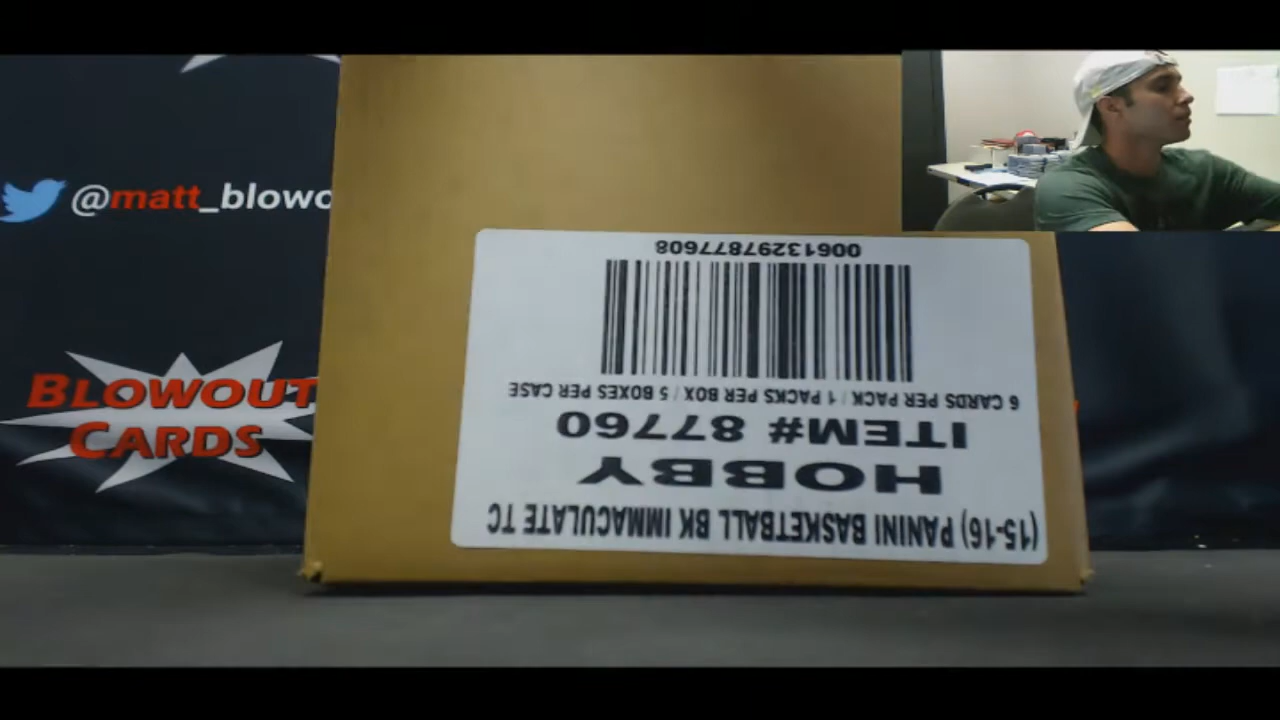 @matt_blowo
BLOWOUT
CARDS
(15-16) PANINI BASKETBALL BK IMMACULATE TC
HOBBY
ITEM# 87760
6 CARDS PER PACK / 1 PACKS PER BOX / 5 BOXES PER CASE
00613297877608